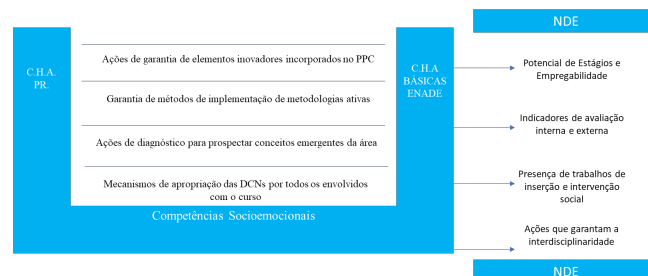 NDE
C.H.A.
PR.
Ações de garantia de elementos inovadores incorporados no PPC
Garantia de métodos de implementação de metodologias ativas
Ações de diagnóstico para prospectar conceitos emergentes da área
Mecanismos de apropriação das DCNs por todos os envolvidos
com o curso
Competências Socioemocionais
C.H.A
BÁSICAS
ENADE
Potencial de Estágios e
Empregabilidade
Indicadores de avaliação
interna e externa
Presença de trabalhos de
inserção e intervenção
social
Ações que garantam a
interdisciplinaridade
NDE